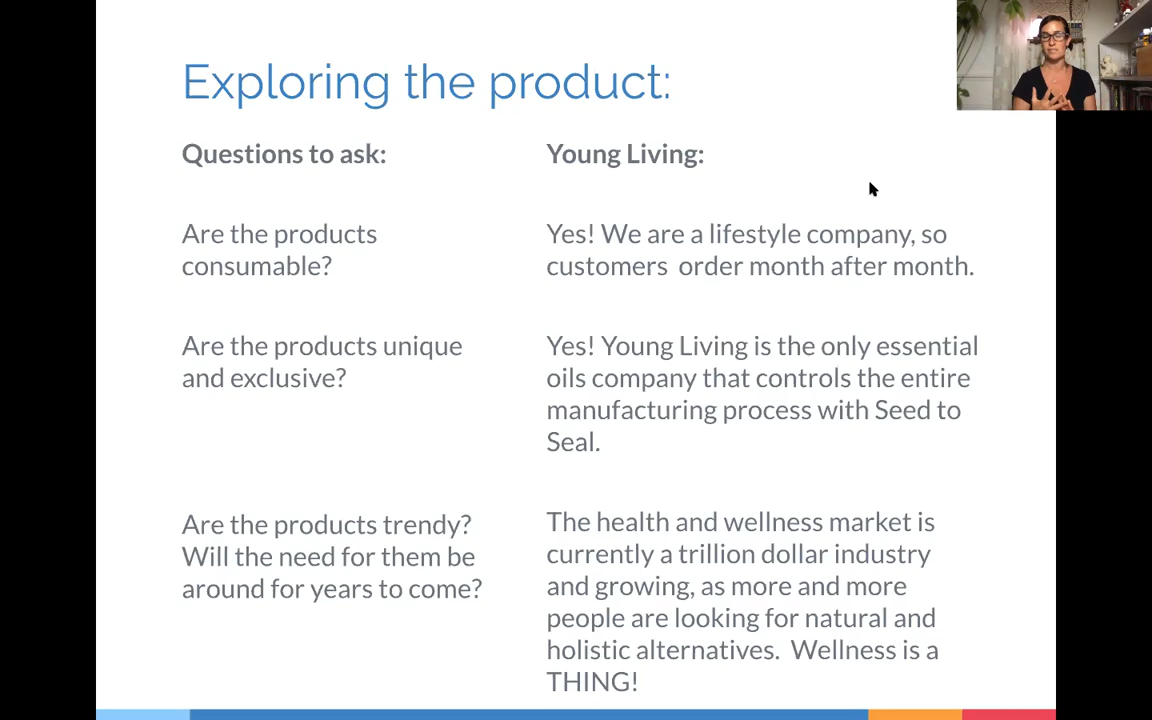 Exploring the product:
Questions to ask:
Young Living:
Are the products
consumable?
Yes! We are a lifestyle company, so
customers  order month after month.
Are the products unique
and exclusive?
Yes! Young Living is the only essential
oils company that controls the entire
manufacturing process with Seed to
Seal.
Are the products trendy?
Will the need for them be
around for years to come?
The health and wellness market is
currently a trillion dollar industry
and growing, as more and more
people are looking for natural and
holistic alternatives.  Wellness is a
THING!